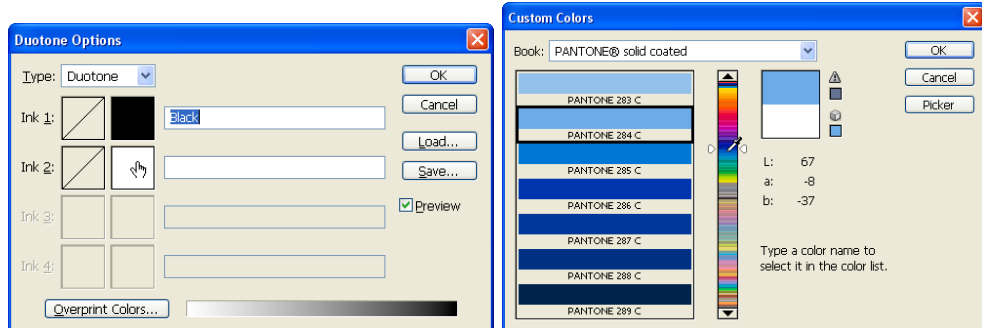 Duotone Options
Type: Duotone
OK
Ink 1:
Black
Cancel
Load...
Ink 2:
Save...
Preview
Ink 3:
Ink 4:
Overprint Colors...
Custom Colors
Book: PANTONE® solid coated
OK
Cancel
Picker
PANTONE 283 C
PANTONE 284 C
PANTONE 285 C
PANTONE 286 C
PANTONE 287 C
PANTONE 288 C
PANTONE 289 C
L: 67
a: -8
b: -37
Type a color name to
select it in the color list.